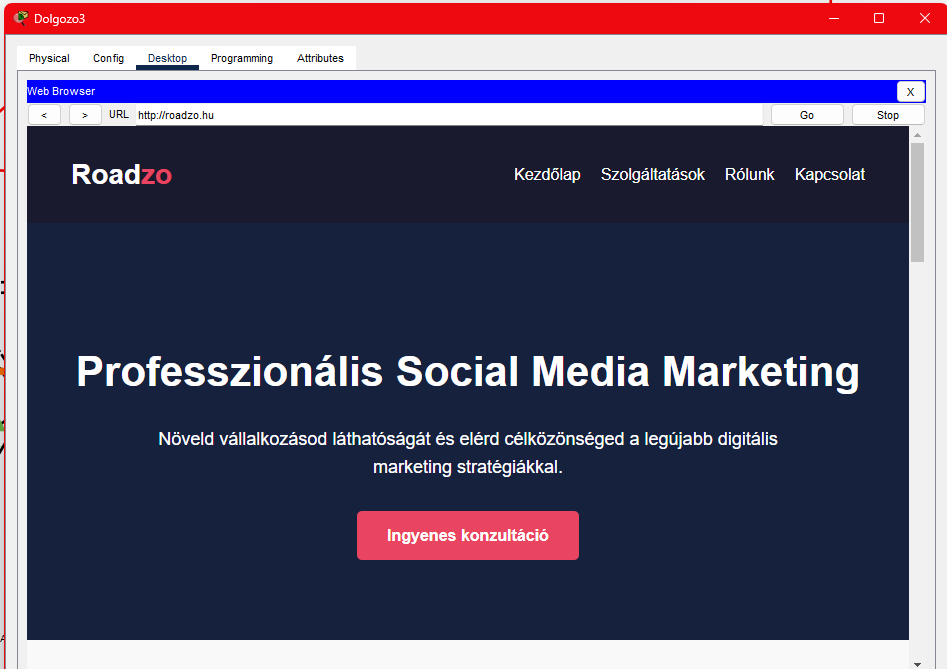 Dolgozo3
Physical Config Desktop Programming Attributes
Web Browser X
< > URL http://roadzo.hu Go Stop
Roadzo Kezdőlap Szolgáltatások Rólunk Kapcsolat
Professzionális Social Media Marketing
Növeld vállalkozásod láthatóságát és elérd célközönséged a legújabb digitális
marketing stratégiákkal.
Ingyenes konzultáció